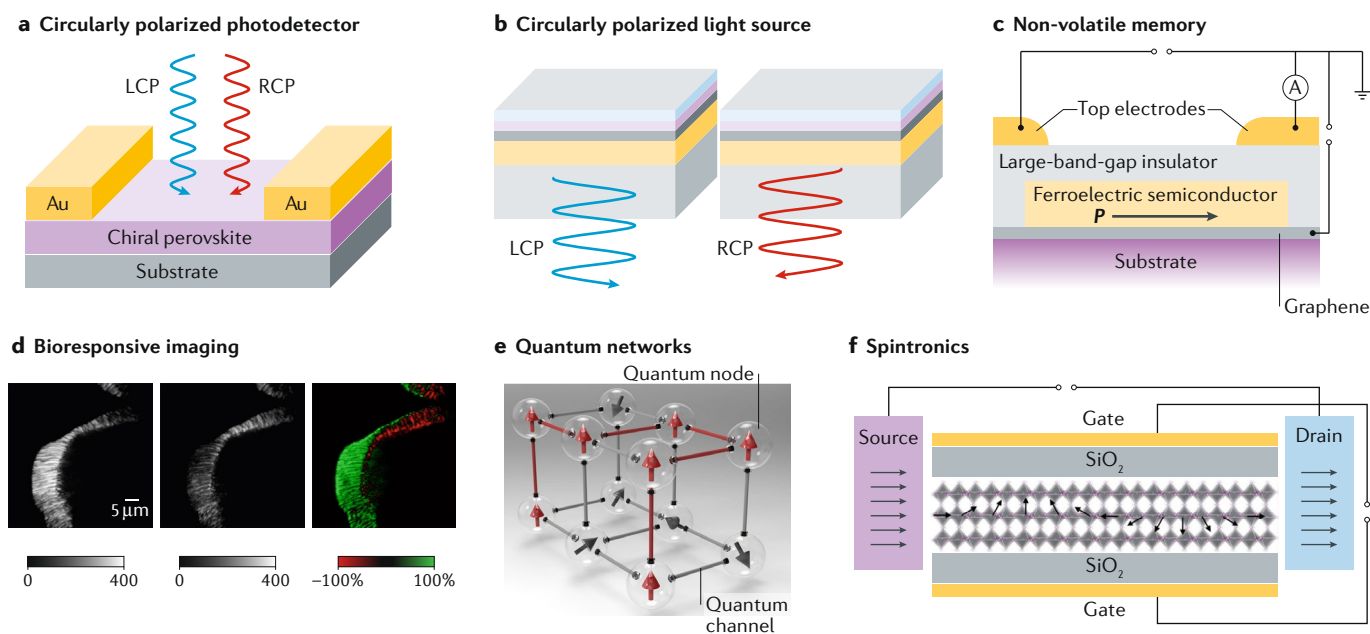 a Circularly polarized photodetector
LCP
RCP
Au
Au
Chiral perovskite
Substrate
b Circularly polarized light source
LCP
RCP
c Non-volatile memory
A
Top electrodes
Large-band-gap insulator
Ferroelectric semiconductor
P
Substrate
Graphene
d Bioresponsive imaging
5 μm
0 400
0 400
–100% 100%
e Quantum networks
Quantum node
Quantum
channel
f Spintronics
Gate
Source
Drain
SiO₂
SiO₂
Gate